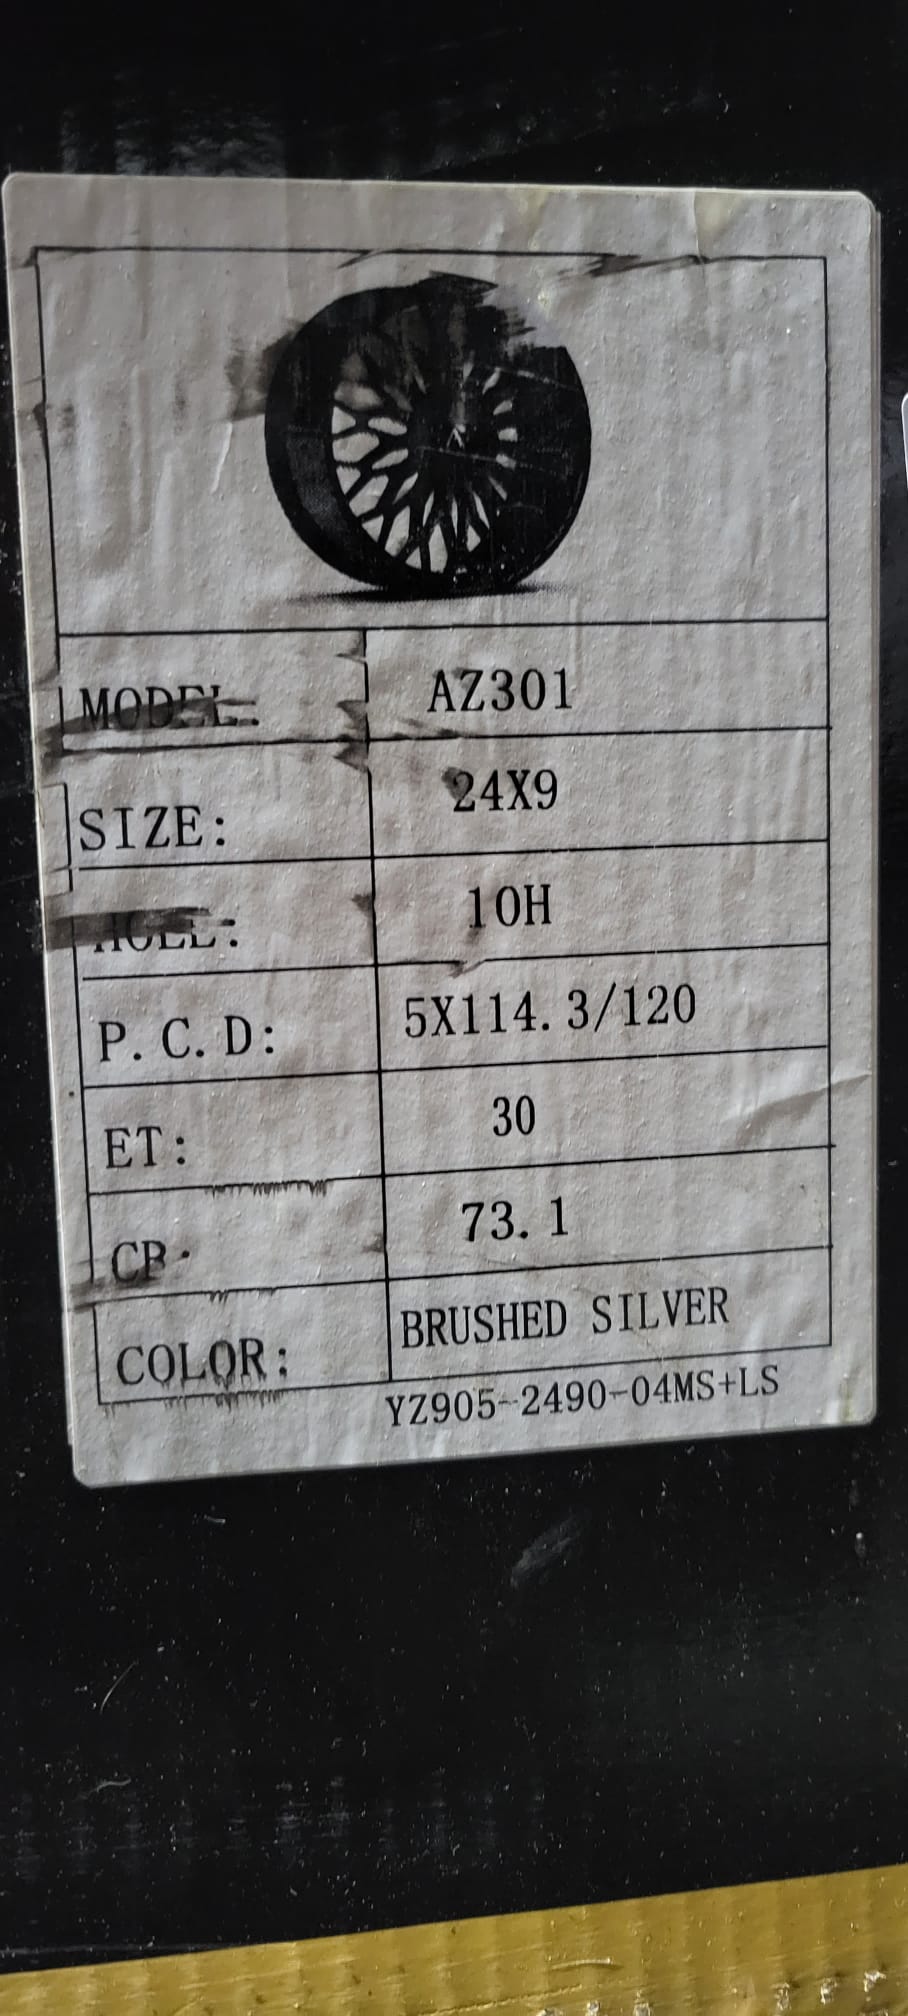 MODEL: AZ301
SIZE: 24X9
HOLE: 10H
P.C.D: 5X114.3/120
ET: 30
CB: 73.1
COLOR: BRUSHED SILVER
YZ905-2490-04MS+LS